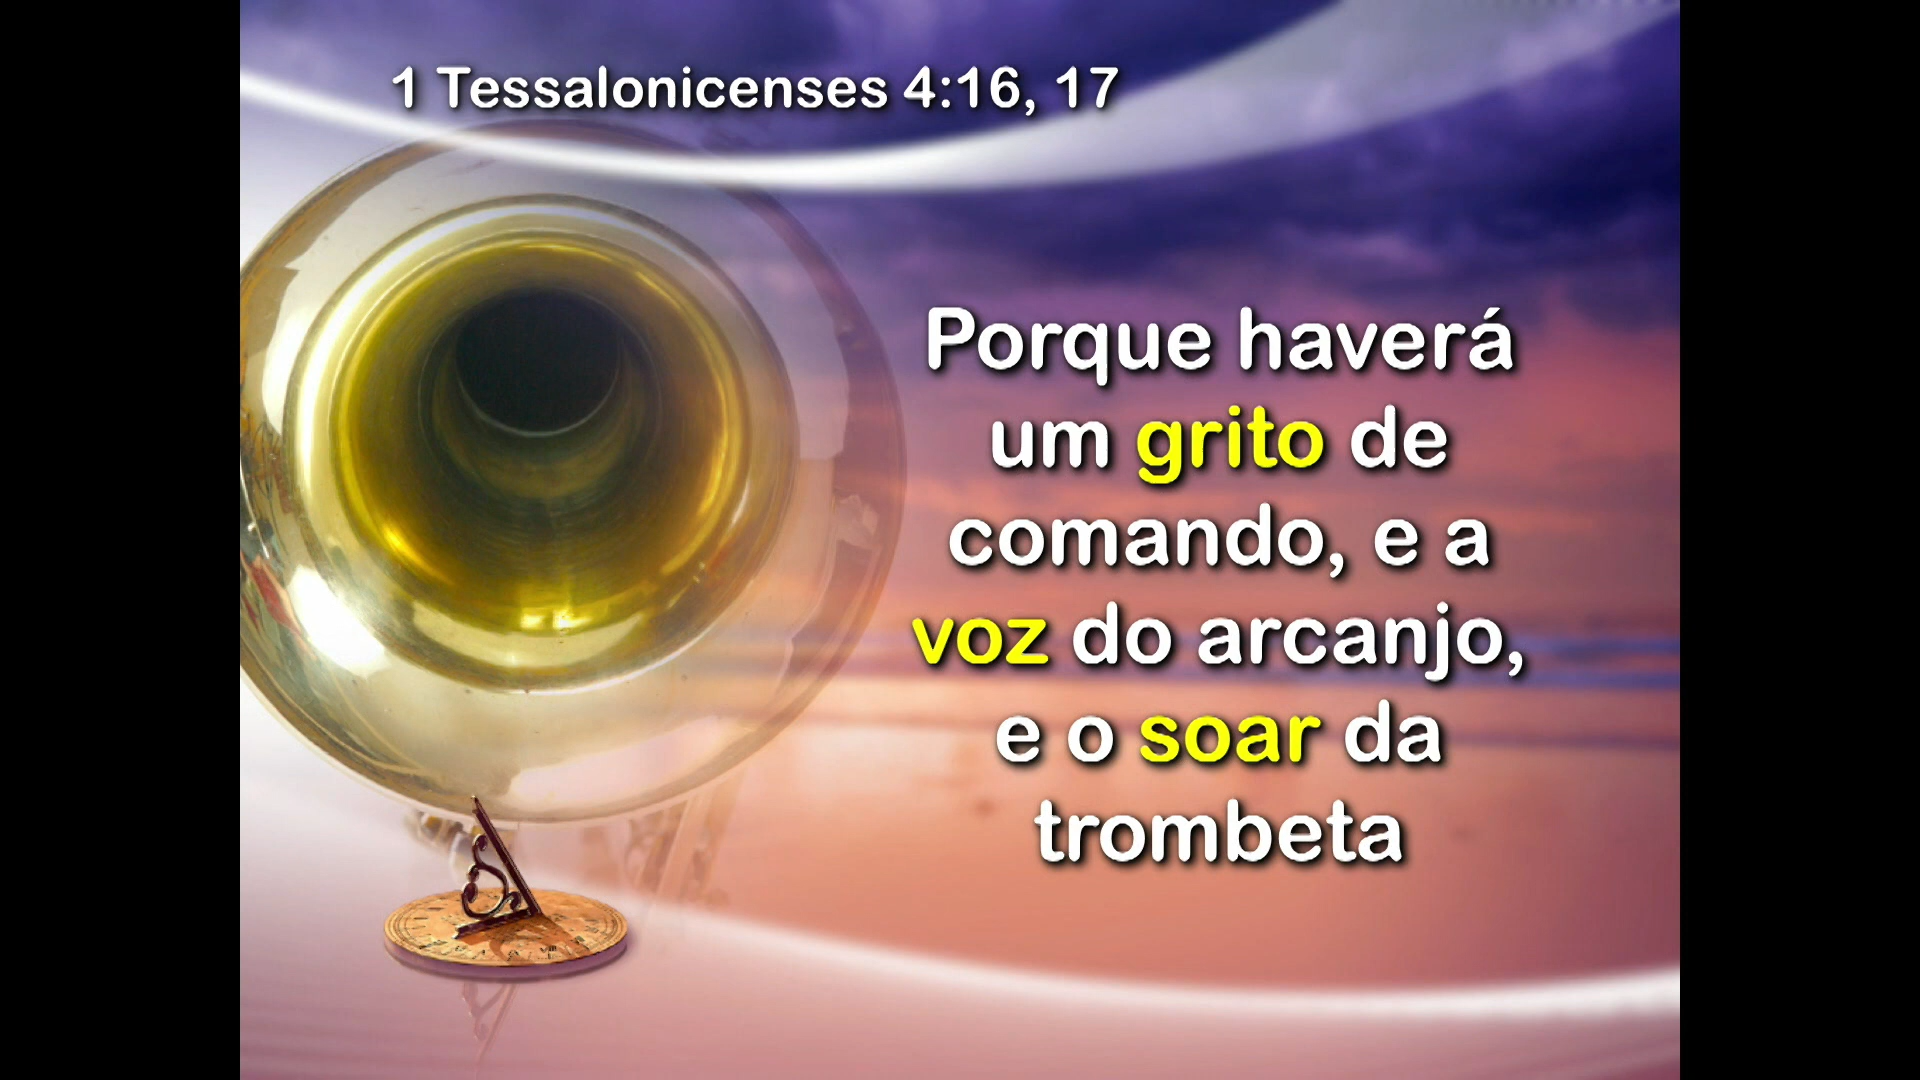 1 Tessalonicenses 4:16, 17
Porque haverá
um grito de
comando, e a
voz do arcanjo,
e o soar da
trombeta